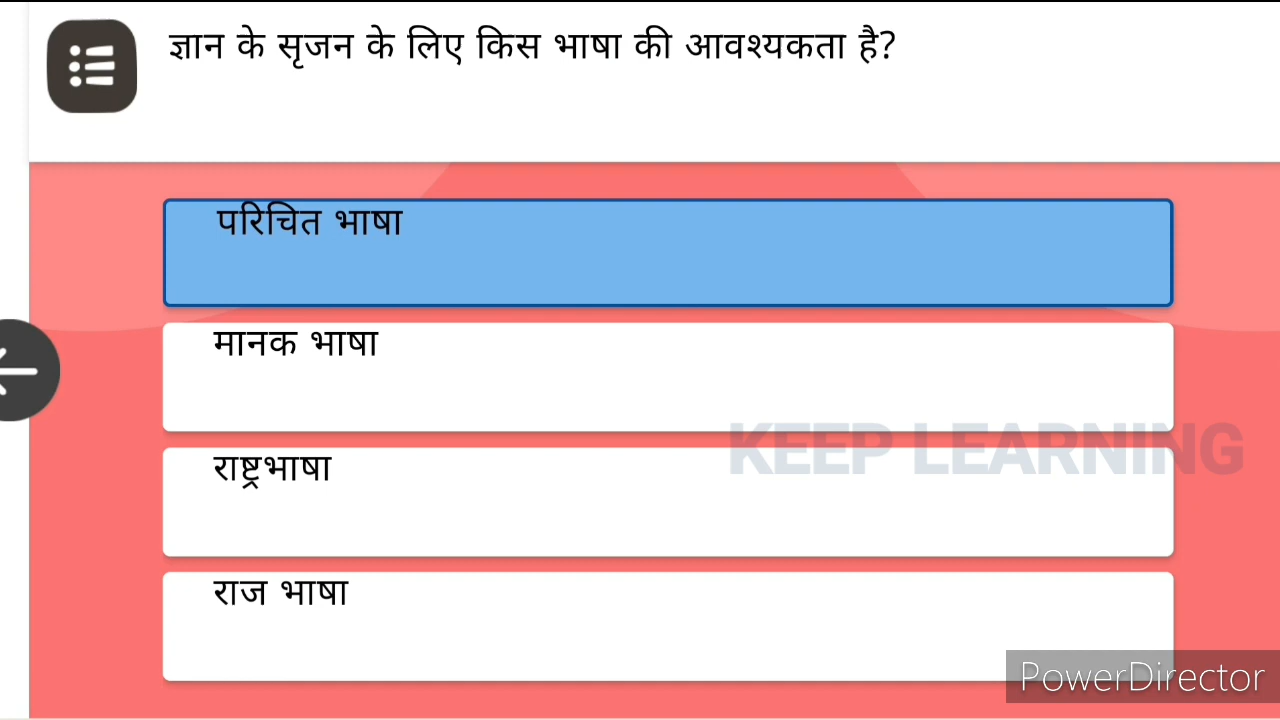 ज्ञान के सृजन के लिए किस भाषा की आवश्यकता है?
परिचित भाषा
मानक भाषा
राष्ट्रभाषा
KEEP LEARNING
राज भाषा
PowerDirector